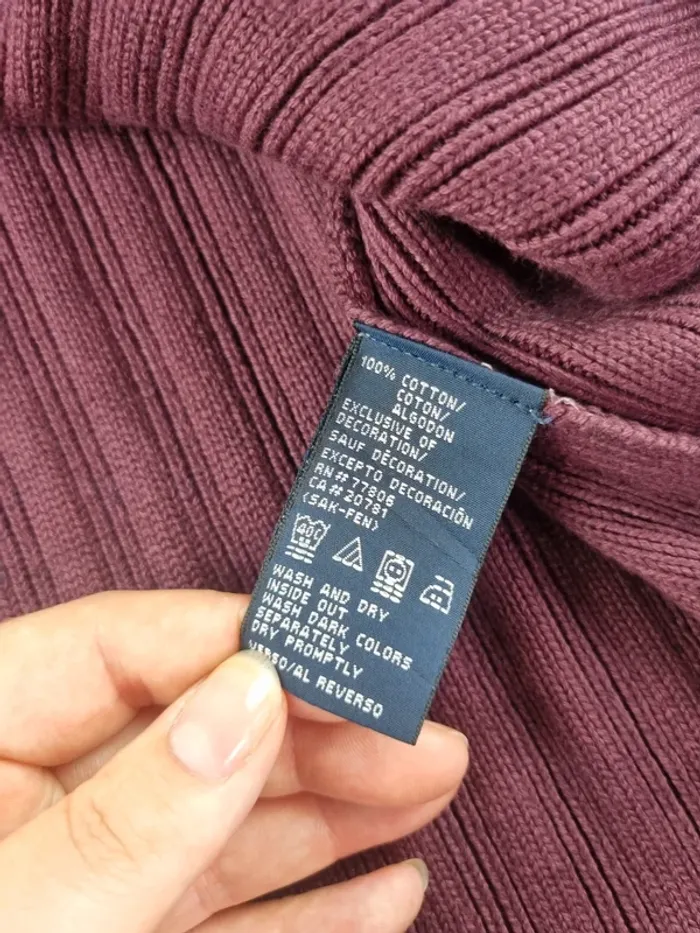 100% COTTON/
COTON/
ALGODON
EXCLUSIVE OF
DECORATION/
SAUF DÉCORATION/
EXCEPTO DECORACIÓN/
RN # 77806
CA # 20781
(SAK-FEN)
40C
WASH AND DRY
INSIDE OUT
WASH DARK COLORS
SEPARATELY
DRY PROMPTLY
VERSO/AL REVERSO